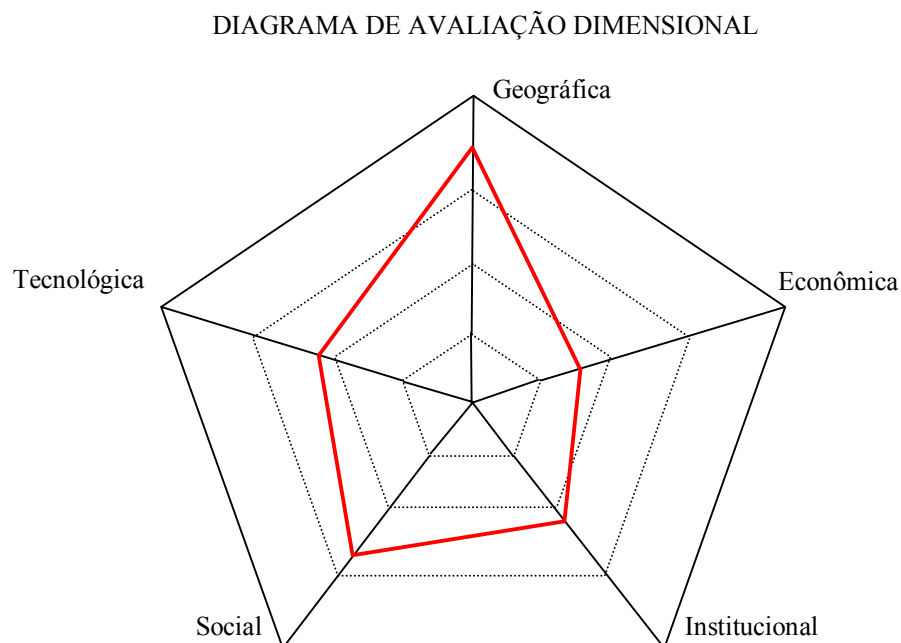 DIAGRAMA DE AVALIAÇÃO DIMENSIONAL
Geográfica
Tecnológica
Econômica
Social
Institucional